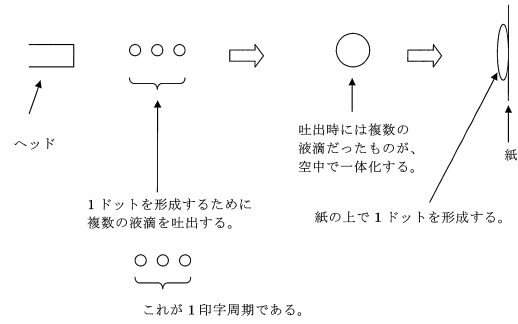 ヘッド
1ドットを形成するために
複数の液滴を吐出する。
吐出時には複数の
液滴だったものが、
空中で一体化する。
紙
紙の上で1ドットを形成する。
これが1印字周期である。